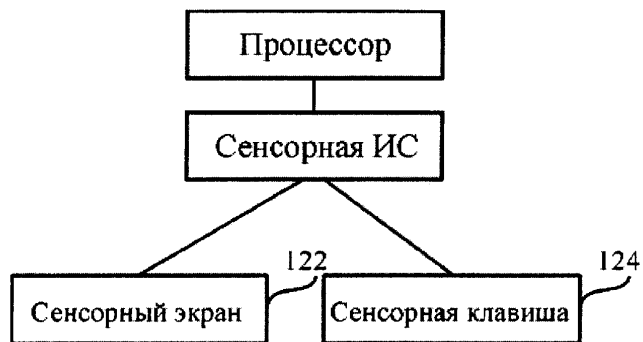 Процессор
Сенсорная ИС
122
124
Сенсорный экран
Сенсорная клавиша